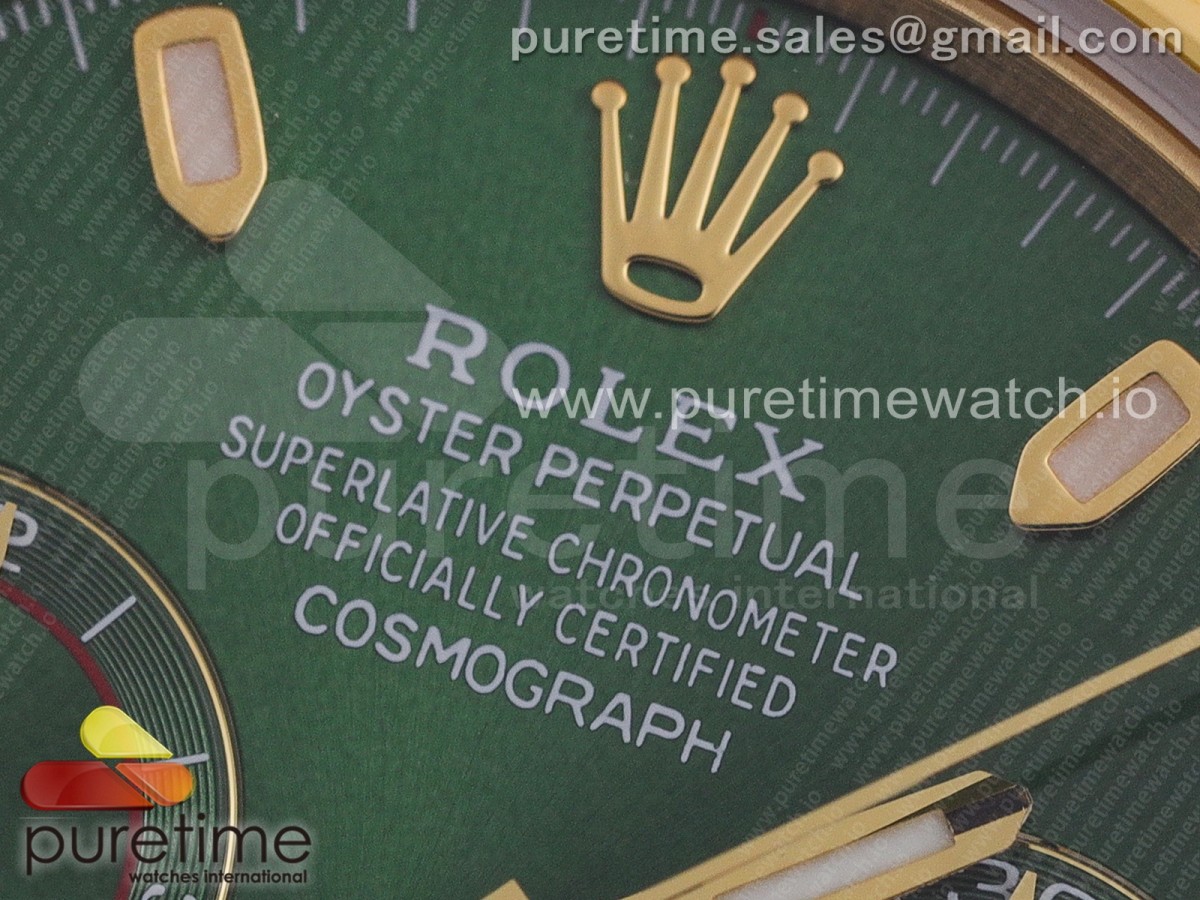 puretime.sales@gmail.com
ROLEX
www.puretimewatch.io
OYSTER PERPETUAL
SUPERLATIVE CHRONOMETER
OFFICIALLY CERTIFIED
COSMOGRAPH
puretime
watches international
30
puretime
watches international